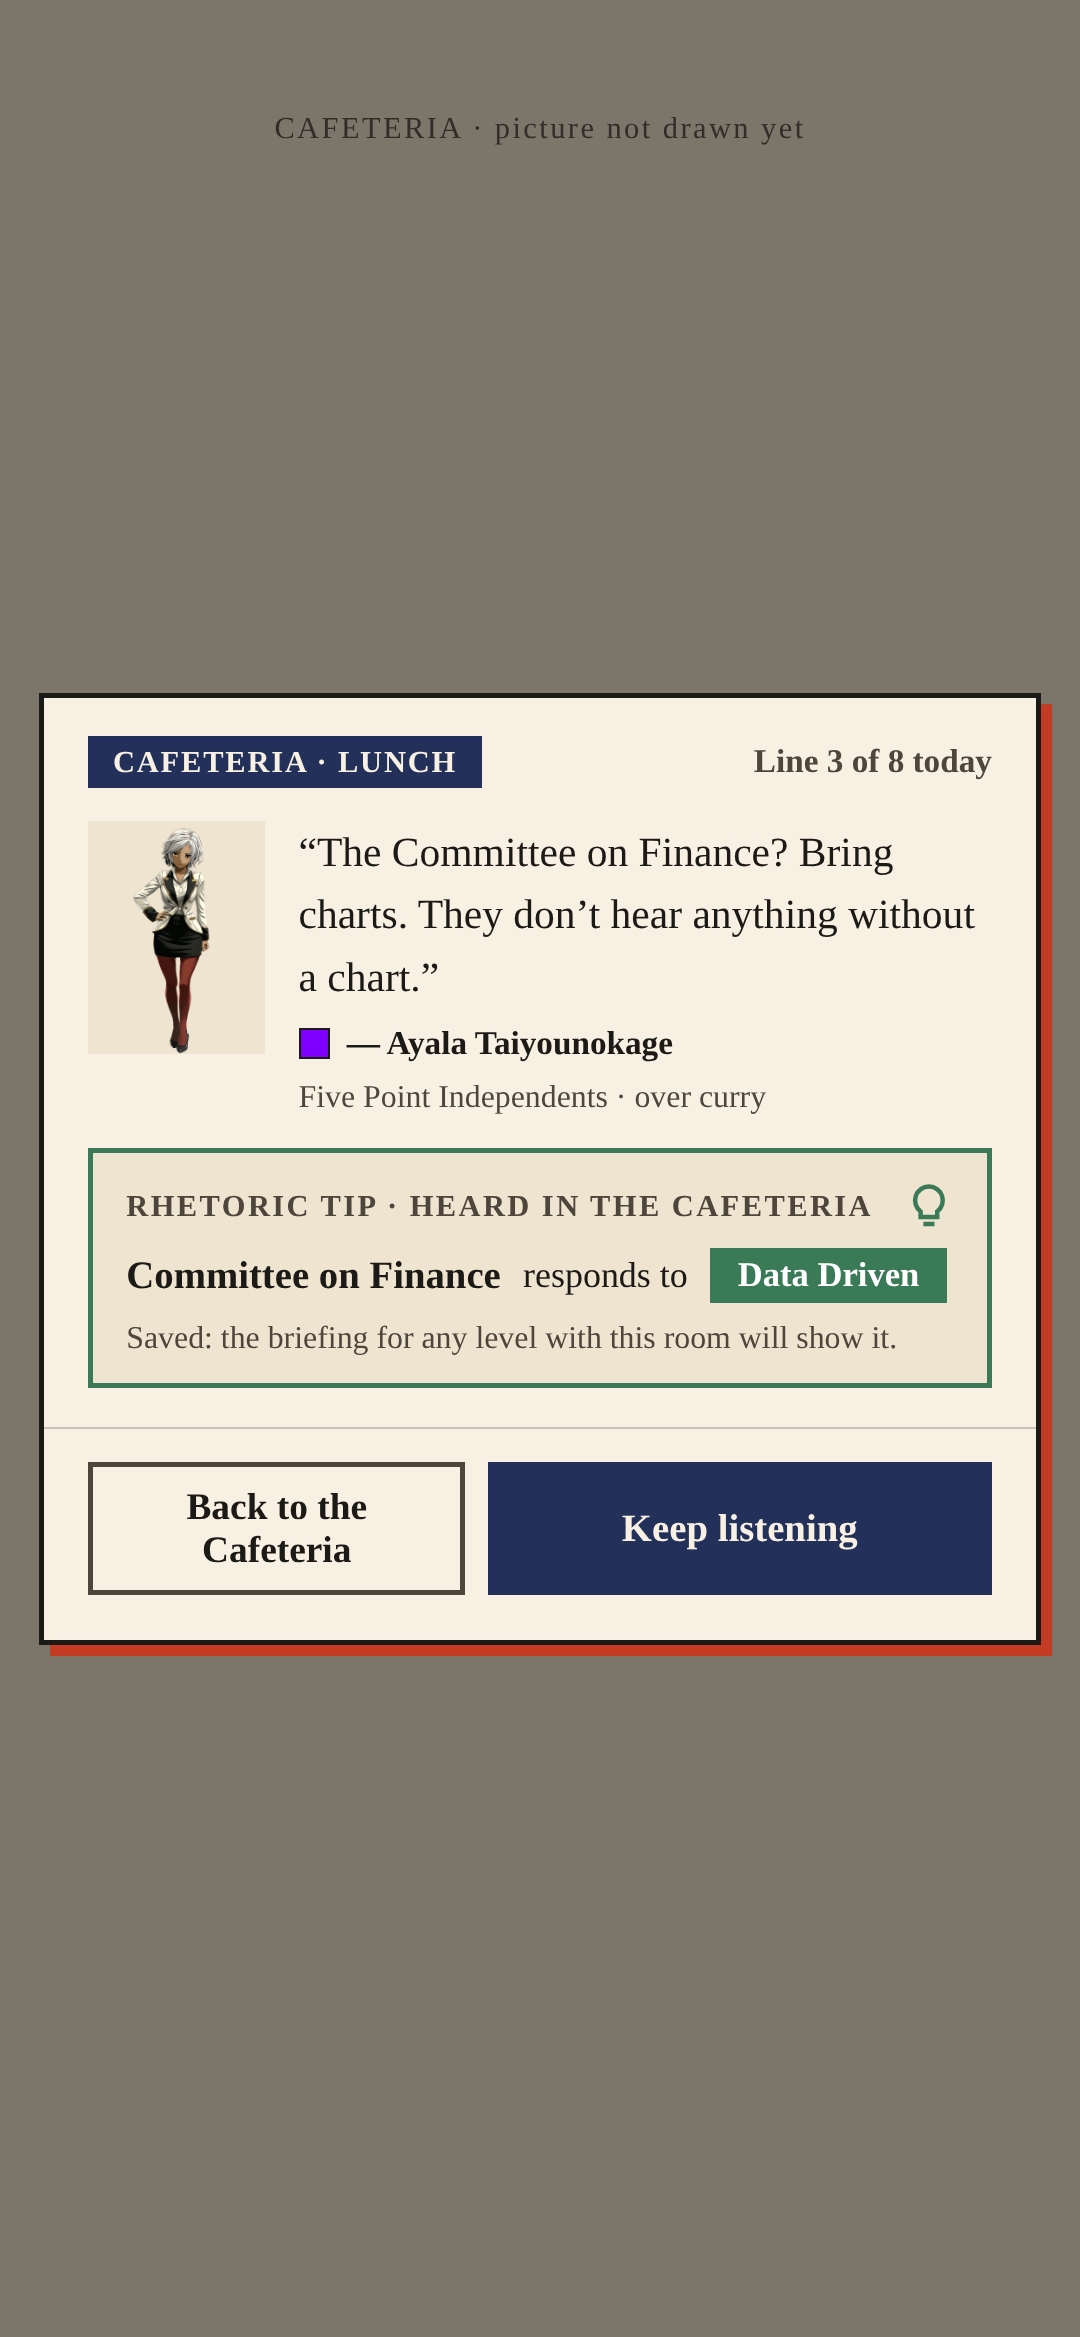 CAFETERIA · picture not drawn yet
CAFETERIA · LUNCH
Line 3 of 8 today
“The Committee on Finance? Bring
charts. They don’t hear anything without
a chart.”
— Ayala Taiyounokage
Five Point Independents · over curry
RHETORIC TIP · HEARD IN THE CAFETERIA
Committee on Finance responds to Data Driven
Saved: the briefing for any level with this room will show it.
Back to the
Cafeteria
Keep listening